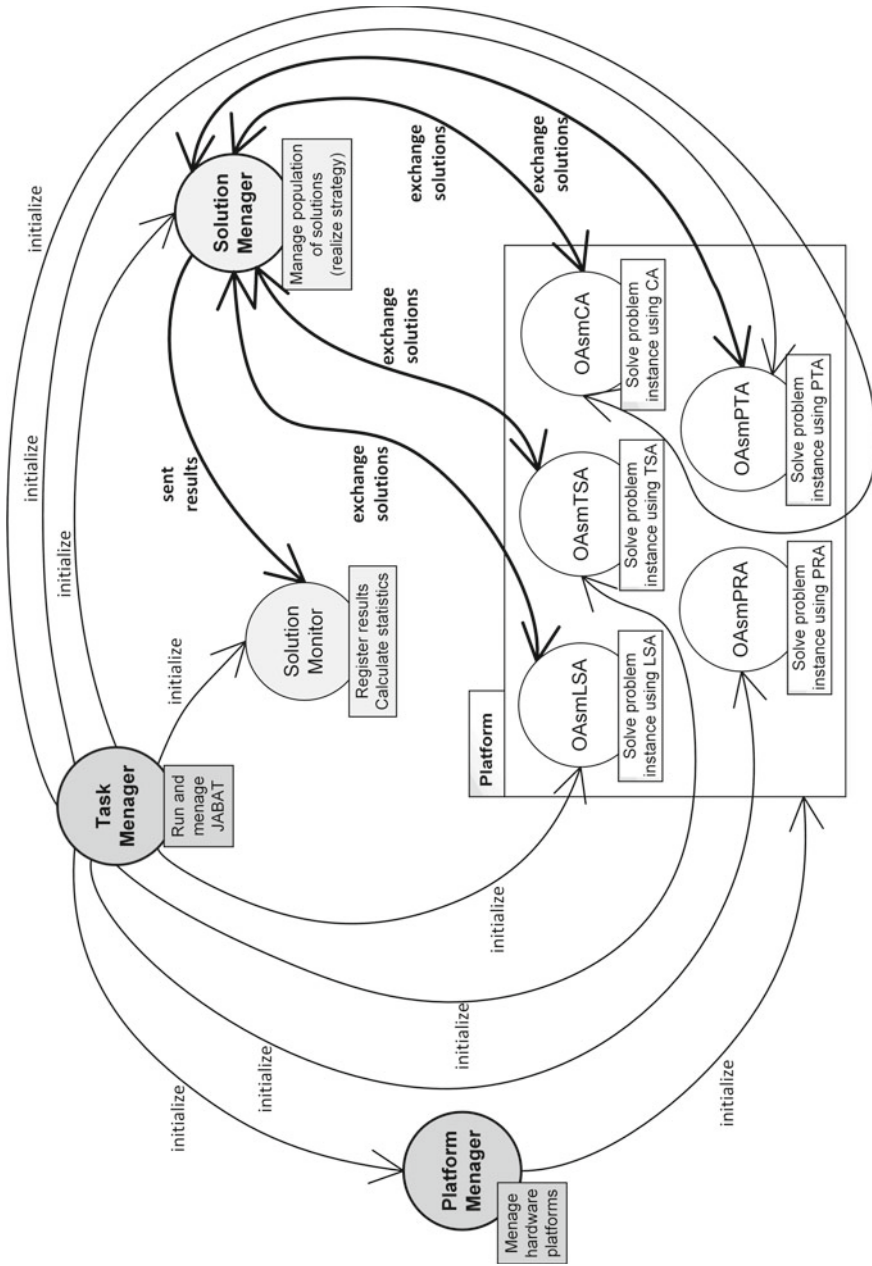 initialize
initialize
initialize
Task
Menager
Run and
menage
JABAT
initialize
initialize
sent
results
Solution
Menager
Manage population
of solutions
(realize strategy)
initialize
Solution
Monitor
Register results
Calculate statistics
exchange
solutions
exchange
solutions
exchange
solutions
exchange
solutions
Platform
Menager
Menage
hardware
platforms
initialize
initialize
initialize
Platform
OAsmLSA
Solve problem
instance using LSA
OAsmTSA
Solve problem
instance using TSA
OAsmCA
Solve problem
instance using CA
OAsmPRA
Solve problem
instance using PRA
OAsmPTA
Solve problem
instance using PTA